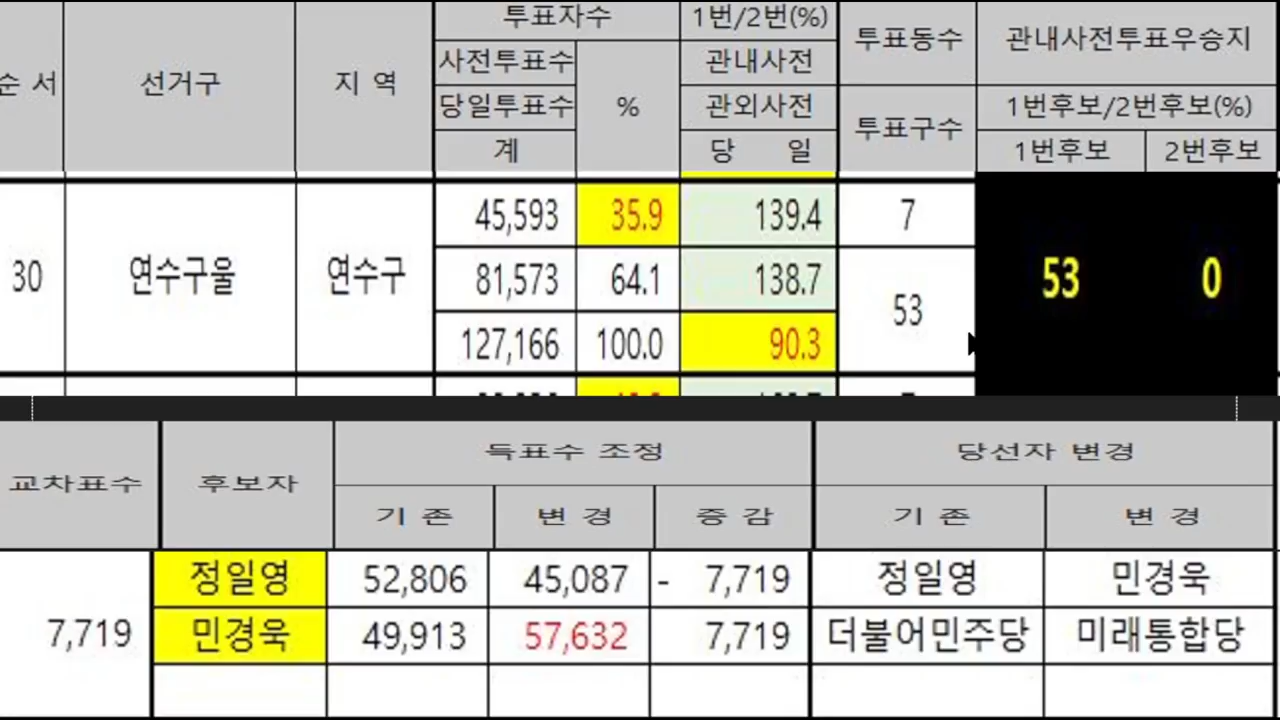 투표자수 1번/2번(%) 투표동수 관내사전투표우승지
순 서 선거구 지 역 사전투표수 % 관내사전
당일투표수 관외사전 투표구수 1번후보/2번후보(%)
계 당 일 1번후보 2번후보
45,593 35.9 139.4 7
30 연수구울 연수구 81,573 64.1 138.7 53 53 0
127,166 100.0 90.3
교차표수 후보자 득표수 조정 당선자 변경
기 존 변 경 증 감 기 존 변 경
정일영 52,806 45,087 - 7,719 정일영 민경욱
7,719 민경욱 49,913 57,632 7,719 더불어민주당 미래통합당